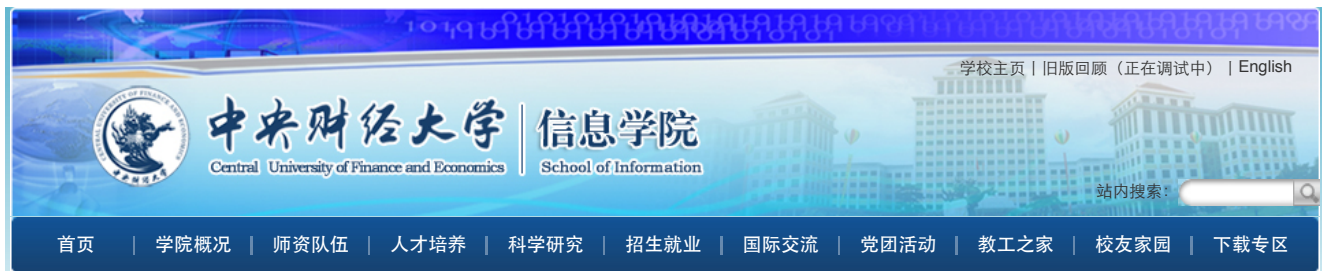 学校主页 | 旧版回顾（正在调试中） | English
中央财经大学 信息学院
Central University of Finance and Economics School of Information
站内搜索：
首页 | 学院概况 | 师资队伍 | 人才培养 | 科学研究 | 招生就业 | 国际交流 | 党团活动 | 教工之家 | 校友家园 | 下载专区